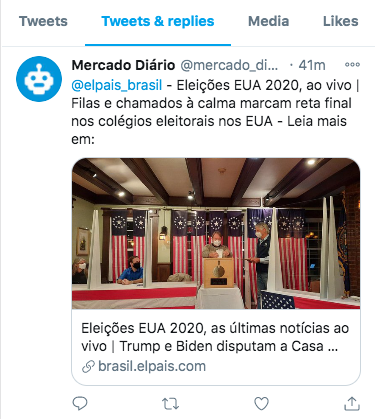 Tweets Tweets & replies Media Likes
Mercado Diário @mercado_di... · 41m
@elpais_brasil - Eleições EUA 2020, ao vivo |
Filas e chamados à calma marcam reta final
nos colégios eleitorais nos EUA - Leia mais
em:
Eleições EUA 2020, as últimas notícias ao
vivo | Trump e Biden disputam a Casa ...
brasil.elpais.com